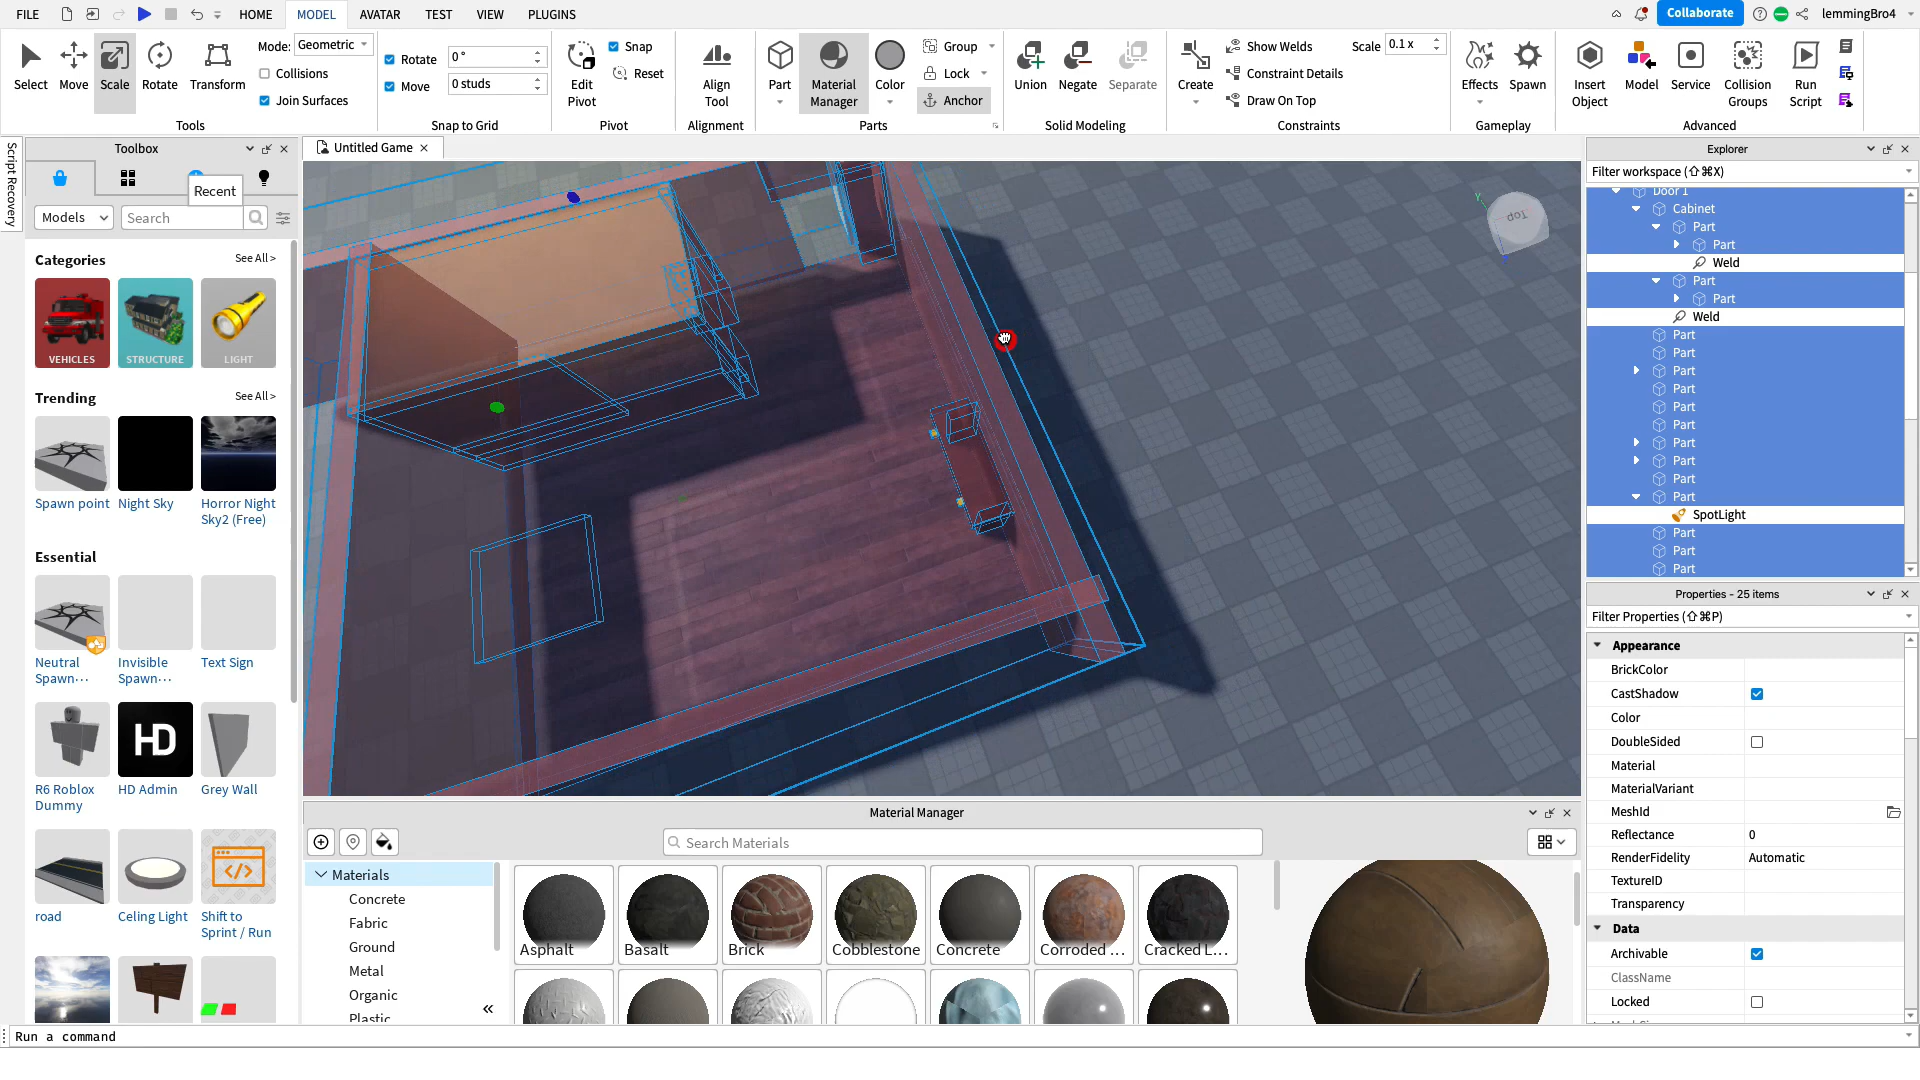 FILE HOME MODEL AVATAR TEST VIEW PLUGINS Collaborate lemmingBro4
Select Move Scale Rotate Transform
Mode: Geometric
Collisions
Join Surfaces
Tools
Rotate 0 °
Move 0 studs
Snap to Grid
Edit
Pivot
Snap
Reset
Pivot
Align
Tool
Alignment
Part
Material
Manager
Color
Group
Lock
Anchor
Parts
Union Negate Separate
Solid Modeling
Create
Show Welds
Constraint Details
Draw On Top
Scale 0.1 x
Constraints
Effects Spawn
Gameplay
Insert
Object
Model
Service
Collision
Groups
Run
Script
Advanced
Script Recovery
Toolbox
Recent
Models Search
Categories See All >
VEHICLES STRUCTURE LIGHT
Trending See All >
Spawn point Night Sky Horror Night
Sky2 (Free)
Essential
Neutral
Spawn···
Invisible
Spawn···
Text Sign
HD
R6 Roblox
Dummy
HD Admin
Grey Wall
road
Celing Light
Shift to
Sprint / Run
Untitled Game
Top
Y
Material Manager
Search Materials
Materials
Concrete
Fabric
Ground
Metal
Organic
Plastic
Asphalt Basalt Brick Cobblestone Concrete Corroded ... Cracked L...
Explorer
Filter workspace (⇧⌘X)
Door 1
Cabinet
Part
Part
Weld
Part
Part
Weld
Part
Part
Part
Part
Part
Part
Part
Part
Part
Part
SpotLight
Part
Part
Part
Properties - 25 items
Filter Properties (⇧⌘P)
Appearance
BrickColor
CastShadow
Color
DoubleSided
Material
MaterialVariant
MeshId
Reflectance 0
RenderFidelity Automatic
TextureID
Transparency
Data
Archivable
ClassName
Locked
Run a command